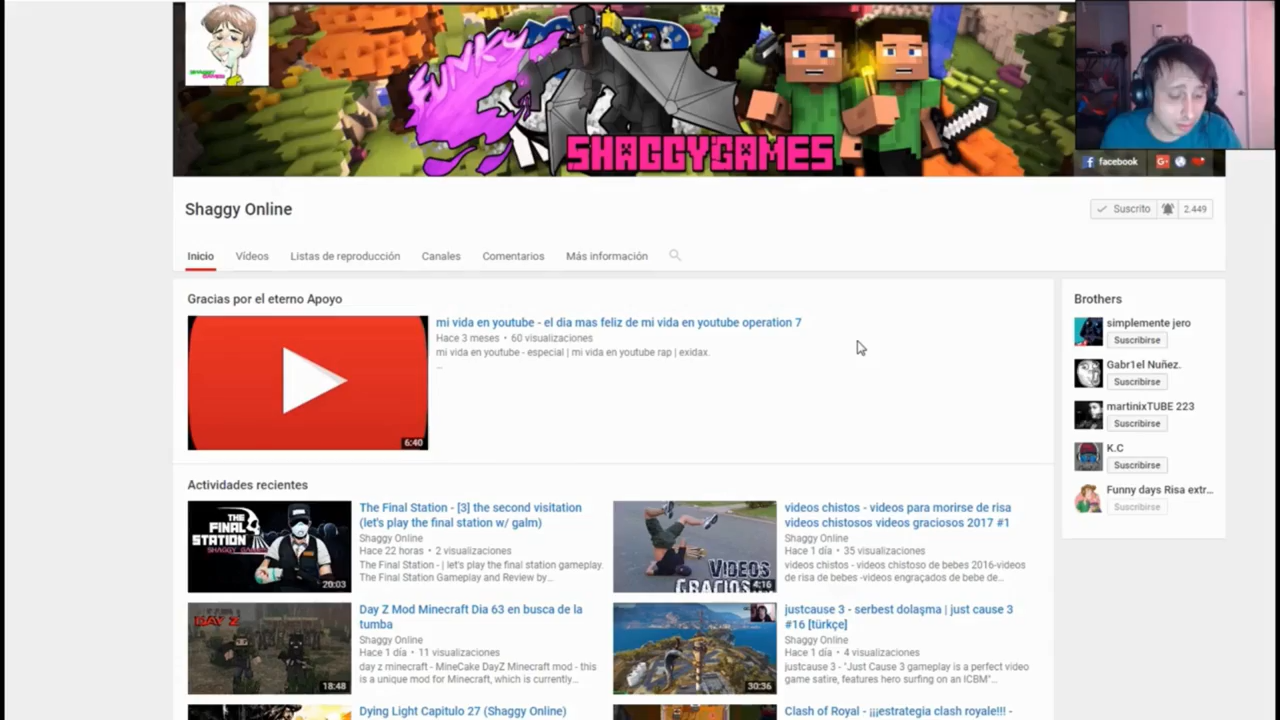 SHAGGYGAMES
facebook
Shaggy Online
Suscrito
2.449
Inicio
Vídeos
Listas de reproducción
Canales
Comentarios
Más información
Gracias por el eterno Apoyo
mi vida en youtube - el dia mas feliz de mi vida en youtube operation 7
Hace 3 meses • 60 visualizaciones
mi vida en youtube - especial | mi vida en youtube rap | exidax.
...
6:40
Brothers
simplemente jero
Suscribirse
Gabr1el Nuñez.
Suscribirse
martinixTUBE 223
Suscribirse
K.C
Suscribirse
Funny days Risa extr...
Suscribirse
Actividades recientes
THE
FINAL
STATION
SHAGGY GAMES
20:03
The Final Station - [3] the second visitation
(let's play the final station w/ galm)
Shaggy Online
Hace 22 horas • 2 visualizaciones
The Final Station - | let's play the final station gameplay.
The Final Station Gameplay and Review by...
VIDEOS
GRACIOS
4:16
videos chistos - videos para morirse de risa
videos chistosos videos graciosos 2017 #1
Shaggy Online
Hace 1 día • 35 visualizaciones
videos chistos - videos chistoso de bebes 2016-videos
de risa de bebes -videos engraçados de bebe de...
DAY Z
18:48
Day Z Mod Minecraft Dia 63 en busca de la
tumba
Shaggy Online
Hace 1 día • 11 visualizaciones
day z minecraft - MineCake DayZ Minecraft mod - this
is a unique mod for Minecraft, which is currently...
30:36
justcause 3 - serbest dolaşma | just cause 3
#16 [türkçe]
Shaggy Online
Hace 1 día • 4 visualizaciones
justcause 3 - "Just Cause 3 gameplay is a perfect video
game satire, features hero surfing on an ICBM"...
Dying Light Capitulo 27 (Shaggy Online)
Clash of Royal - ¡¡¡estrategia clash royale!!! -